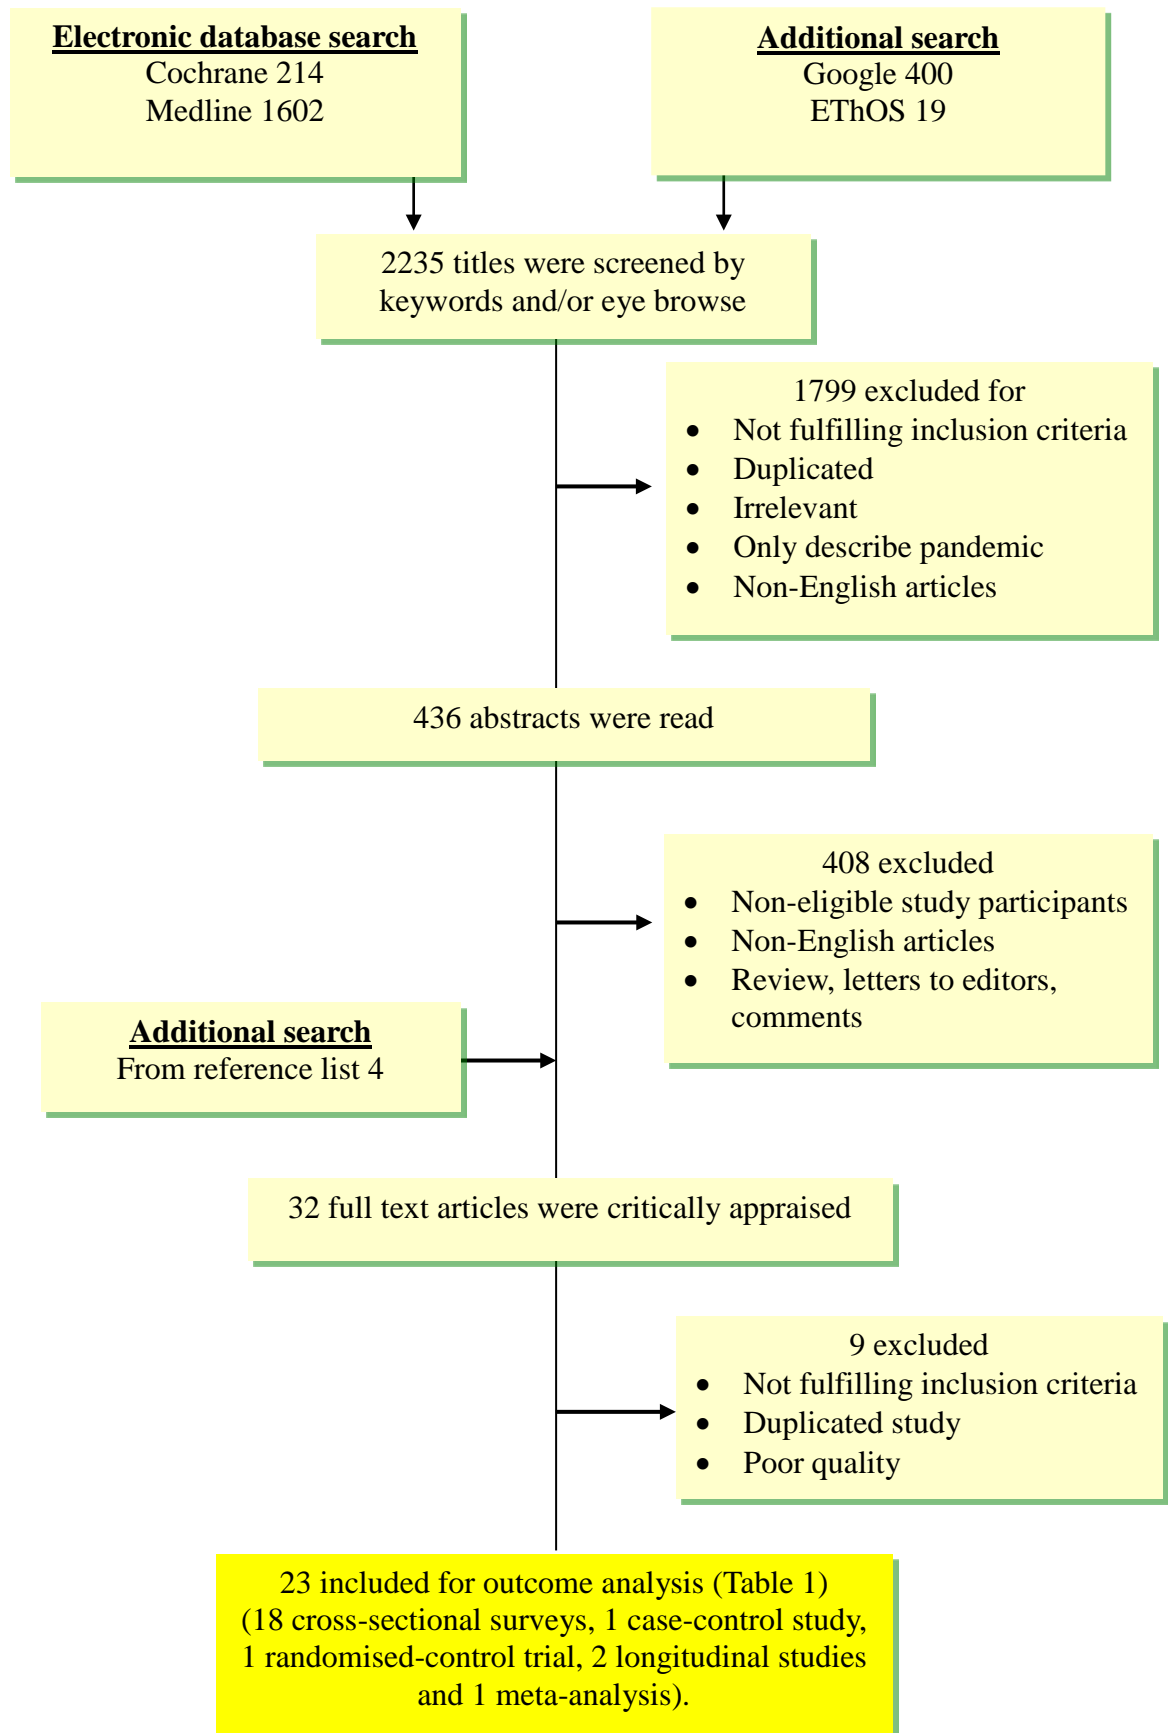 Electronic database search
Cochrane 214
Medline 1602
Additional search
Google 400
EThOS 19
2235 titles were screened by
keywords and/or eye browse
1799 excluded for
• Not fulfilling inclusion criteria
• Duplicated
• Irrelevant
• Only describe pandemic
• Non-English articles
436 abstracts were read
408 excluded
• Non-eligible study participants
• Non-English articles
• Review, letters to editors,
comments
Additional search
From reference list 4
32 full text articles were critically appraised
9 excluded
• Not fulfilling inclusion criteria
• Duplicated study
• Poor quality
23 included for outcome analysis (Table 1)
(18 cross-sectional surveys, 1 case-control study,
1 randomised-control trial, 2 longitudinal studies
and 1 meta-analysis).